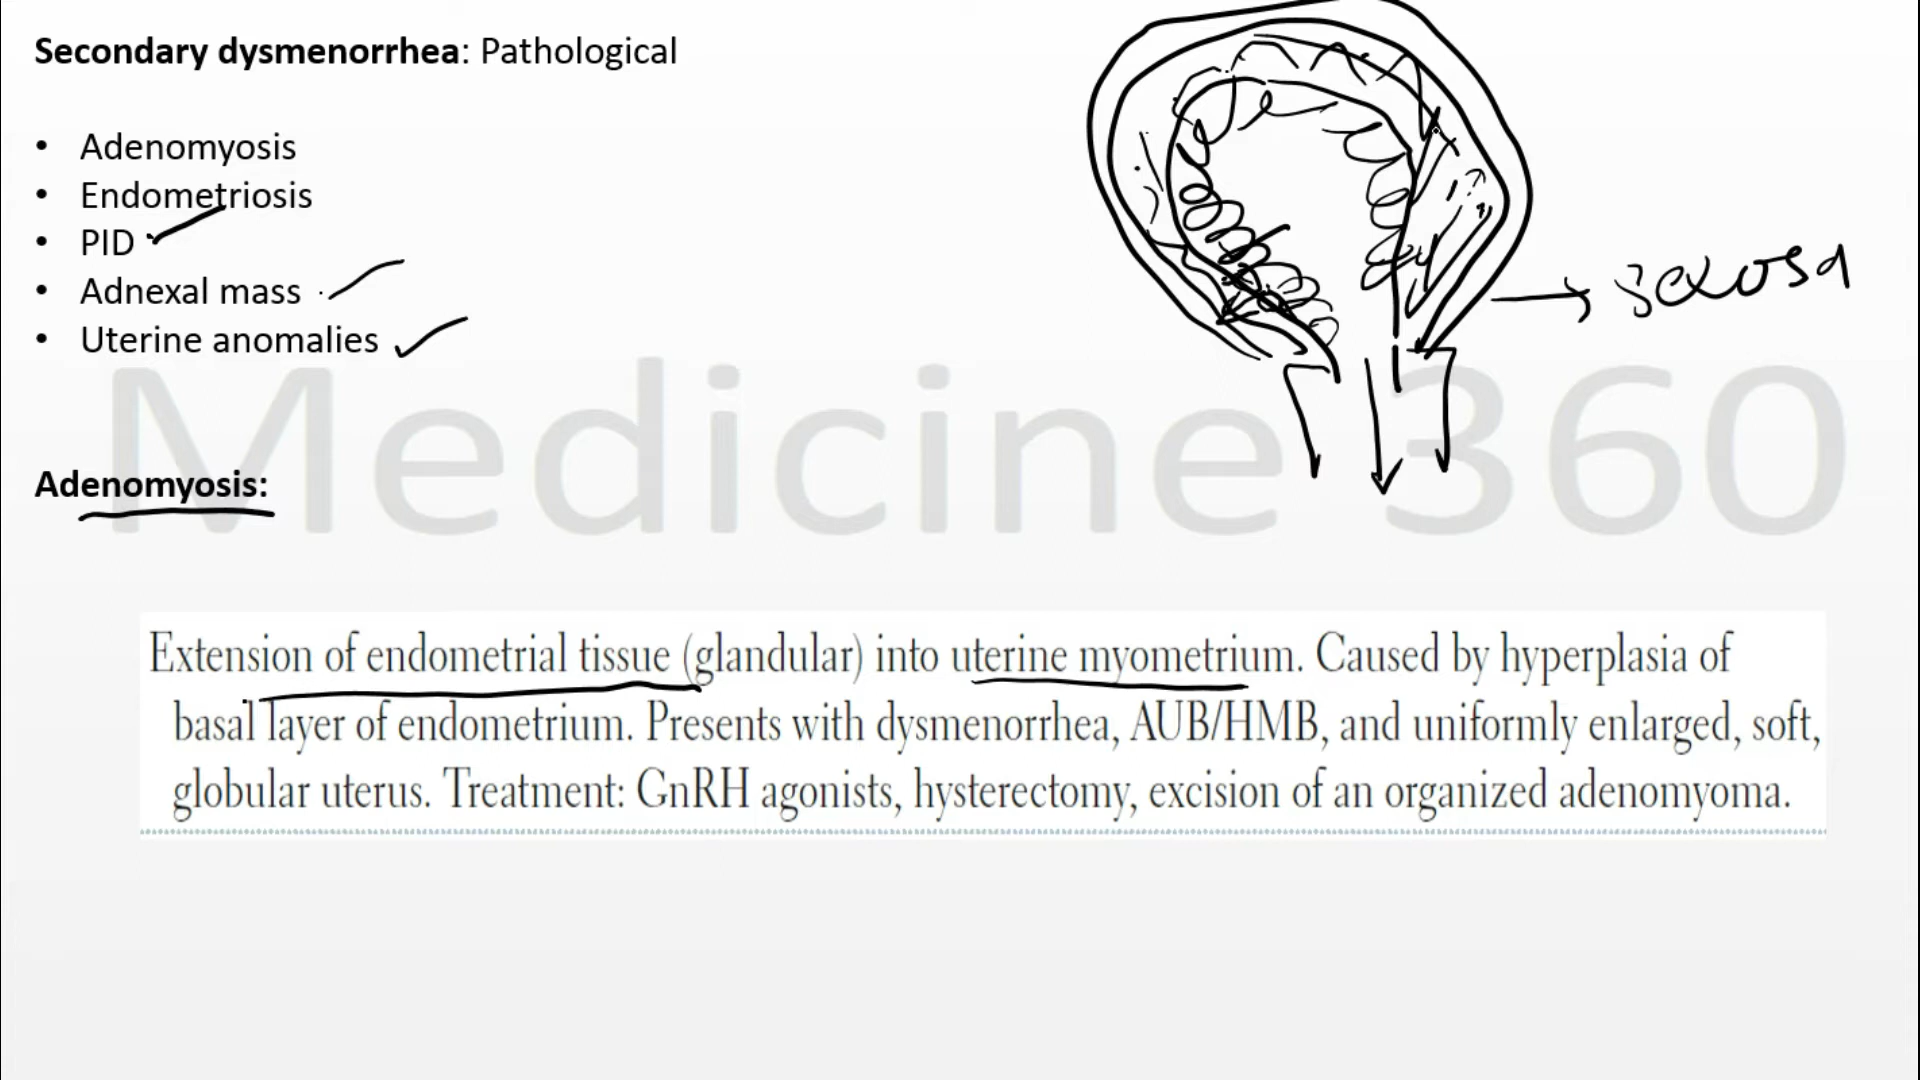 Secondary dysmenorrhea: Pathological
• Adenomyosis
• Endometriosis
• PID
• Adnexal mass
• Uterine anomalies
serosa
Medicine 360
Adenomyosis:
Extension of endometrial tissue (glandular) into uterine myometrium. Caused by hyperplasia of
basal layer of endometrium. Presents with dysmenorrhea, AUB/HMB, and uniformly enlarged, soft,
globular uterus. Treatment: GnRH agonists, hysterectomy, excision of an organized adenomyoma.